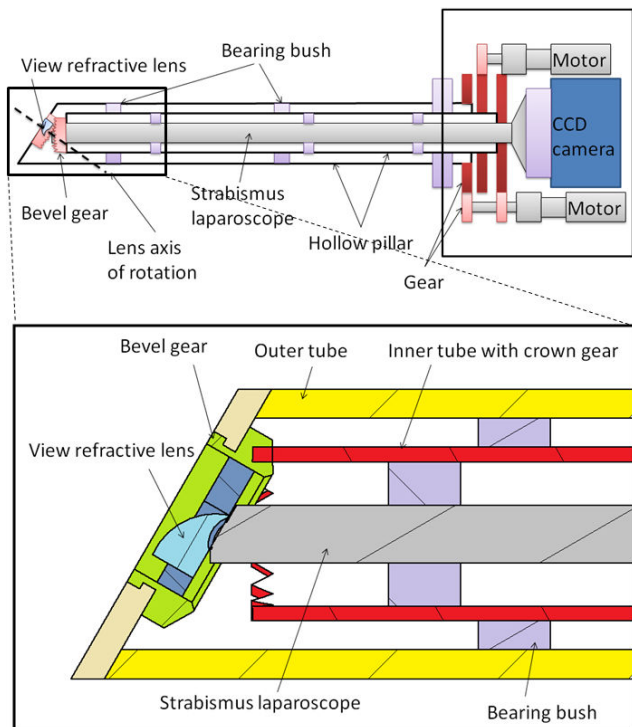 Bearing bush
View refractive lens
Motor
CCD
camera
Strabismus
laparoscope
Bevel gear
Motor
Hollow pillar
Lens axis
of rotation
Gear
Bevel gear
Outer tube
Inner tube with crown gear
View refractive lens
Strabismus laparoscope
Bearing bush